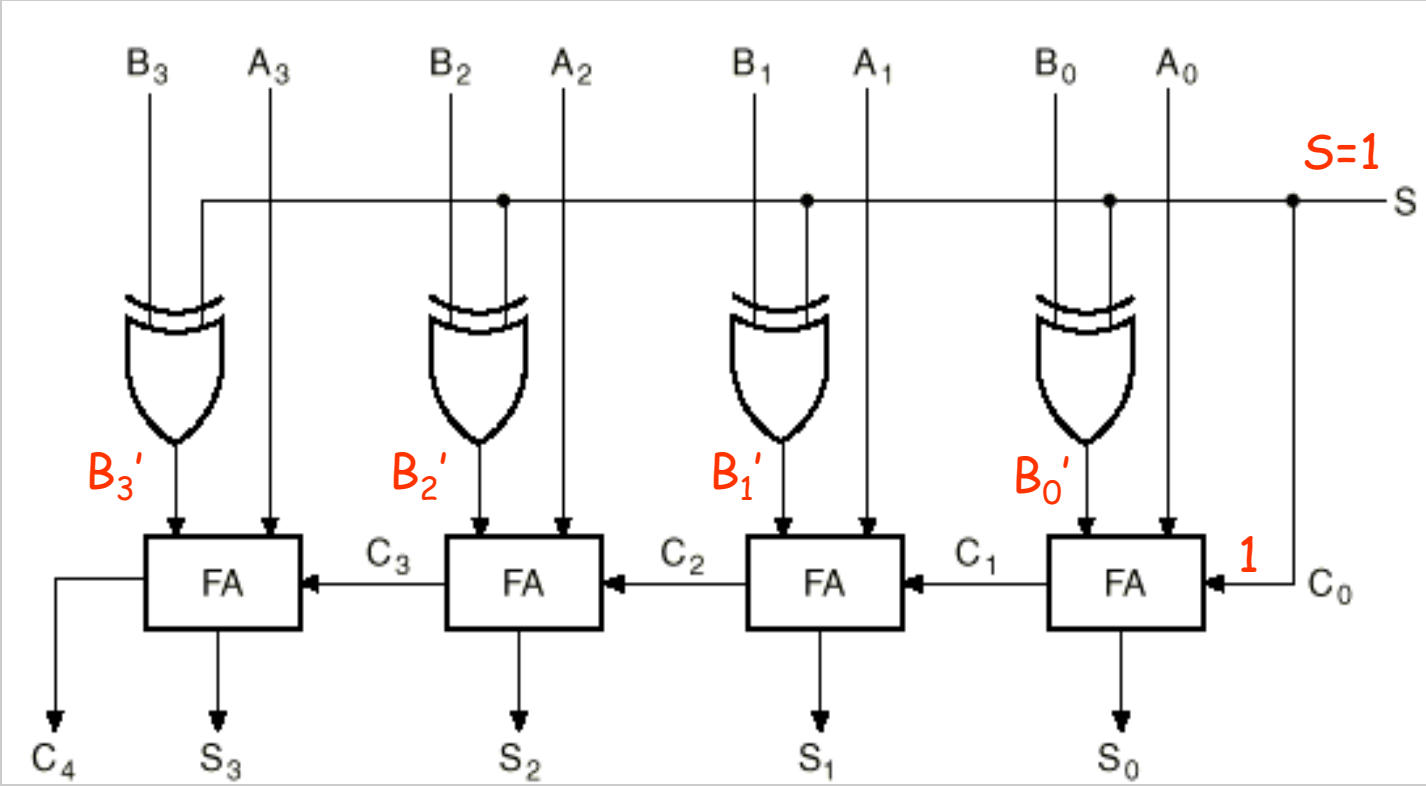 B₃ A₃ B₂ A₂ B₁ A₁ B₀ A₀
S=1
S
B₃' B₂' B₁' B₀'
C₃ C₂ C₁ 1
FA FA FA FA C₀
C₄ S₃ S₂ S₁ S₀